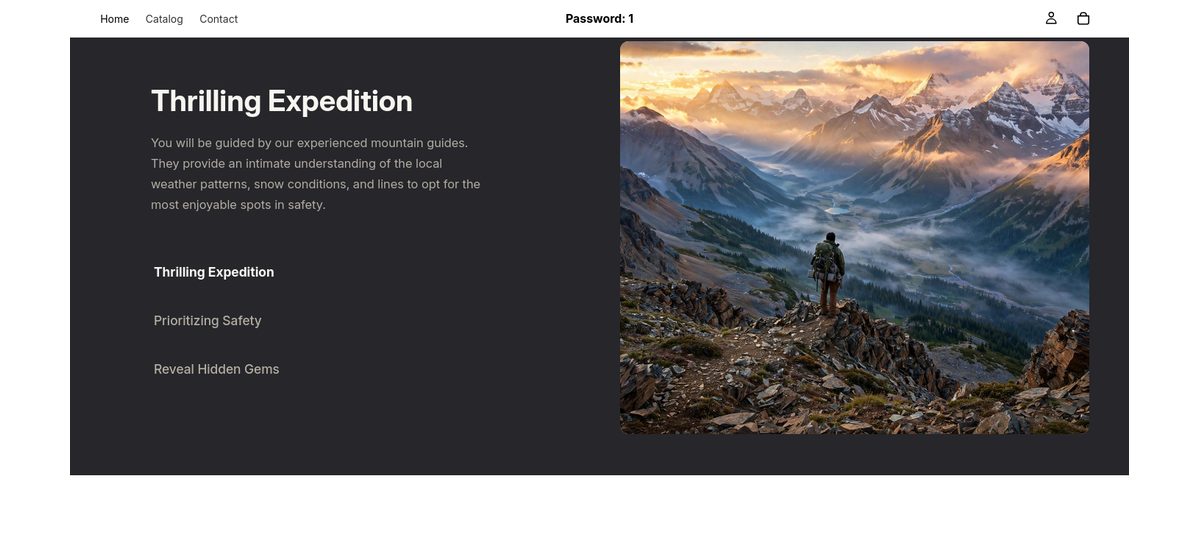 Home Catalog Contact Password: 1
Thrilling Expedition
You will be guided by our experienced mountain guides.
They provide an intimate understanding of the local
weather patterns, snow conditions, and lines to opt for the
most enjoyable spots in safety.
Thrilling Expedition
Prioritizing Safety
Reveal Hidden Gems